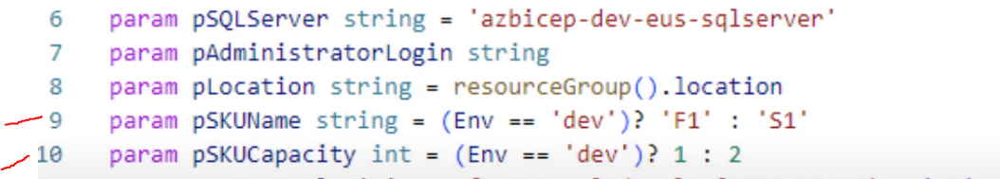 6 param pSQLServer string = 'azbicep-dev-eus-sqlserver'
7 param pAdministratorLogin string
8 param pLocation string = resourceGroup().location
9 param pSKUName string = (Env == 'dev')? 'F1' : 'S1'
10 param pSKUCapacity int = (Env == 'dev')? 1 : 2